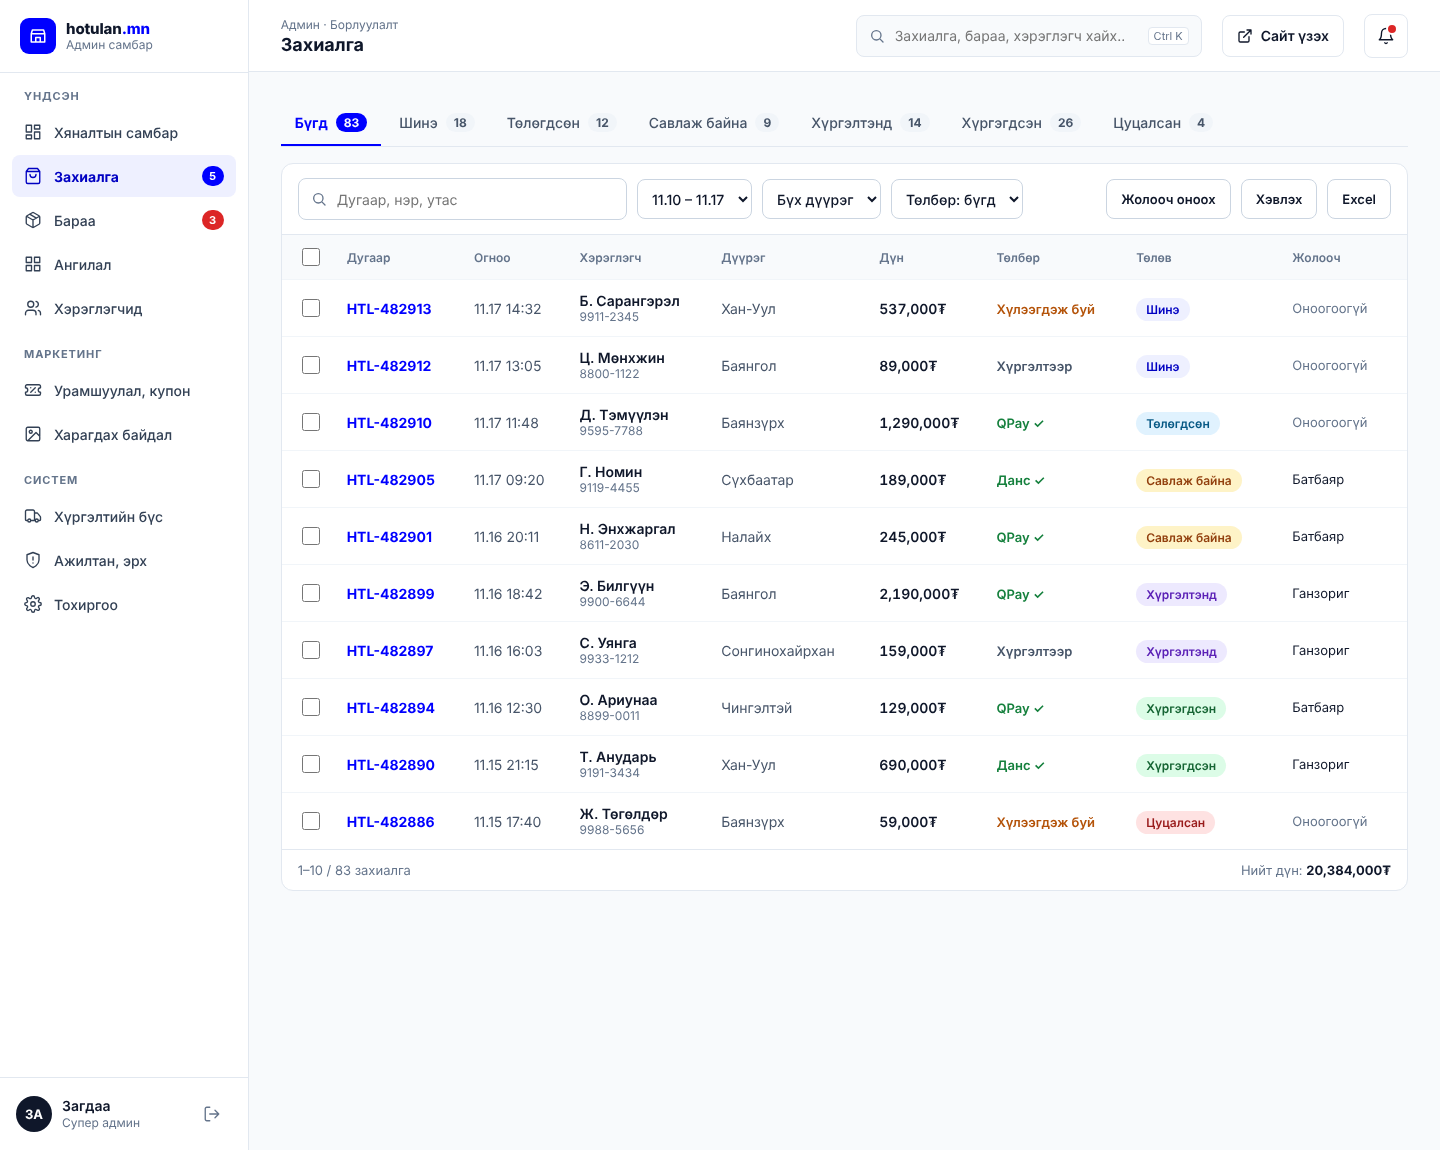 hotulan.mn
Админ самбар
ҮНДСЭН
Хяналтын самбар
Захиалга 5
Бараа 3
Ангилал
Хэрэглэгчид
МАРКЕТИНГ
Урамшуулал, купон
Харагдах байдал
СИСТЕМ
Хүргэлтийн бүс
Ажилтан, эрх
Тохиргоо
ЗА
Загдаа
Супер админ
Админ · Борлуулалт
Захиалга
Захиалга, бараа, хэрэглэгч хайх.. Ctrl K
Сайт үзэх
Бүгд 83 Шинэ 18 Төлөгдсөн 12 Савлаж байна 9 Хүргэлтэнд 14 Хүргэгдсэн 26 Цуцалсан 4
Дугаар, нэр, утас 11.10 – 11.17 Бүх дүүрэг Төлбөр: бүгд Жолооч оноох Хэвлэх Excel
Дугаар Огноо Хэрэглэгч Дүүрэг Дүн Төлбөр Төлөв Жолооч
HTL-482913 11.17 14:32 Б. Сарангэрэл Хан-Уул 537,000₮ Хүлээгдэж буй Шинэ Оноогоогүй
9911-2345
HTL-482912 11.17 13:05 Ц. Мөнхжин Баянгол 89,000₮ Хүргэлтээр Шинэ Оноогоогүй
8800-1122
HTL-482910 11.17 11:48 Д. Тэмүүлэн Баянзүрх 1,290,000₮ QPay ✓ Төлөгдсөн Оноогоогүй
9595-7788
HTL-482905 11.17 09:20 Г. Номин Сүхбаатар 189,000₮ Данс ✓ Савлаж байна Батбаяр
9119-4455
HTL-482901 11.16 20:11 Н. Энхжаргал Налайх 245,000₮ QPay ✓ Савлаж байна Батбаяр
8611-2030
HTL-482899 11.16 18:42 Э. Билгүүн Баянгол 2,190,000₮ QPay ✓ Хүргэлтэнд Ганзориг
9900-6644
HTL-482897 11.16 16:03 С. Уянга Сонгинохайрхан 159,000₮ Хүргэлтээр Хүргэлтэнд Ганзориг
9933-1212
HTL-482894 11.16 12:30 О. Ариунаа Чингэлтэй 129,000₮ QPay ✓ Хүргэгдсэн Батбаяр
8899-0011
HTL-482890 11.15 21:15 Т. Анударь Хан-Уул 690,000₮ Данс ✓ Хүргэгдсэн Ганзориг
9191-3434
HTL-482886 11.15 17:40 Ж. Төгөлдөр Баянзүрх 59,000₮ Хүлээгдэж буй Цуцалсан Оноогоогүй
9988-5656
1–10 / 83 захиалга Нийт дүн: 20,384,000₮